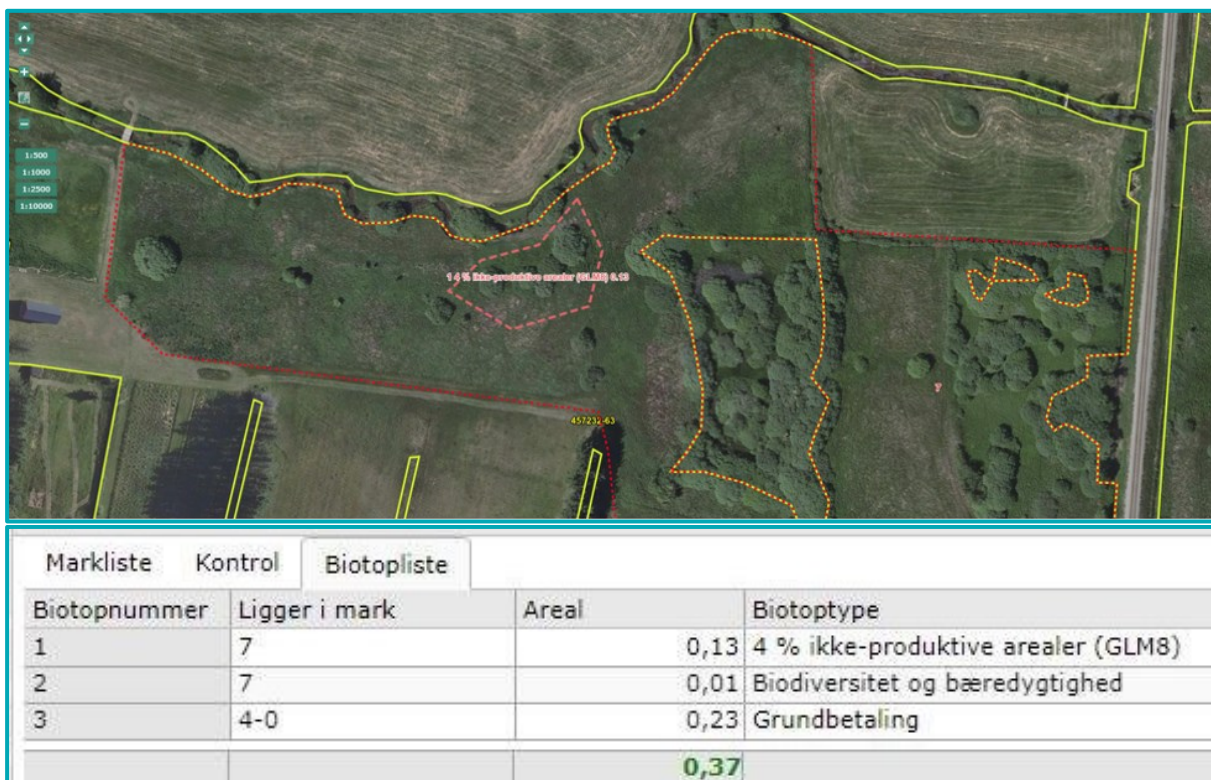 1:500
1:1000
1:2500
1:10000
1 4 % ikke-produktive arealer (GLM8) 0.13
7
457232-63
Markliste Kontrol Biotopliste
Biotopnummer Ligger i mark Areal Biotoptype
1 7 0,13 4 % ikke-produktive arealer (GLM8)
2 7 0,01 Biodiversitet og bæredygtighed
3 4-0 0,23 Grundbetaling
0,37